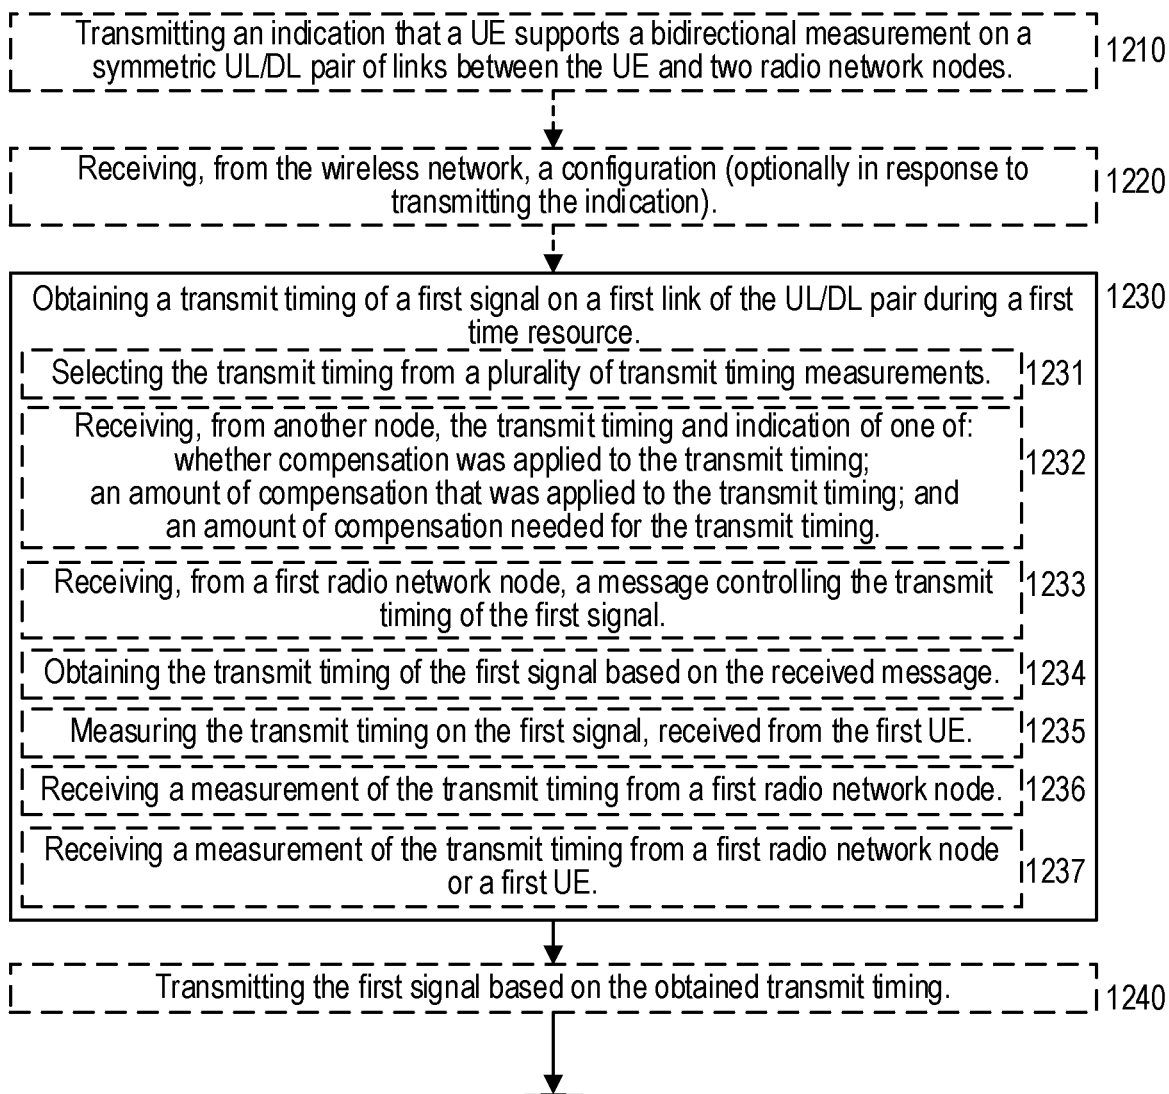 Transmitting an indication that a UE supports a bidirectional measurement on a
symmetric UL/DL pair of links between the UE and two radio network nodes.
1210
Receiving, from the wireless network, a configuration (optionally in response to
transmitting the indication).
1220
Obtaining a transmit timing of a first signal on a first link of the UL/DL pair during a first
time resource.
1230
Selecting the transmit timing from a plurality of transmit timing measurements.
1231
Receiving, from another node, the transmit timing and indication of one of:
whether compensation was applied to the transmit timing;
an amount of compensation that was applied to the transmit timing; and
an amount of compensation needed for the transmit timing.
1232
Receiving, from a first radio network node, a message controlling the transmit
timing of the first signal.
1233
Obtaining the transmit timing of the first signal based on the received message.
1234
Measuring the transmit timing on the first signal, received from the first UE.
1235
Receiving a measurement of the transmit timing from a first radio network node.
1236
Receiving a measurement of the transmit timing from a first radio network node
or a first UE.
1237
Transmitting the first signal based on the obtained transmit timing.
1240